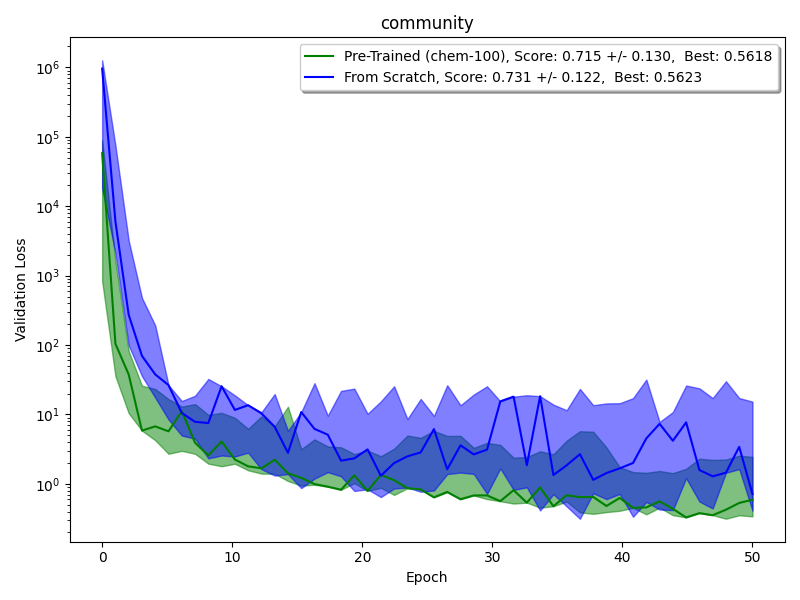 community
Pre-Trained (chem-100), Score: 0.715 +/- 0.130,  Best: 0.5618
From Scratch, Score: 0.731 +/- 0.122,  Best: 0.5623
Validation Loss
10^6
10^5
10^4
10^3
10^2
10^1
10^0
0 10 20 30 40 50
Epoch